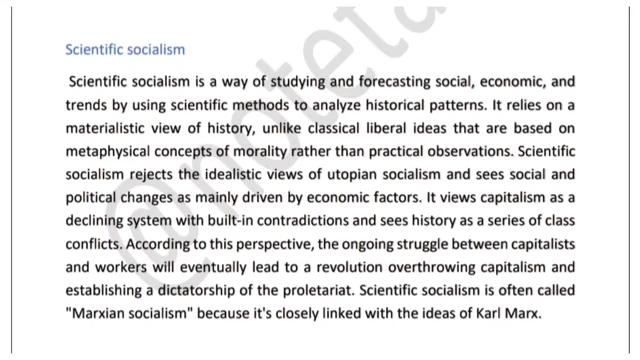 Scientific socialism
Scientific socialism is a way of studying and forecasting social, economic, and
trends by using scientific methods to analyze historical patterns. It relies on a
materialistic view of history, unlike classical liberal ideas that are based on
metaphysical concepts of morality rather than practical observations. Scientific
socialism rejects the idealistic views of utopian socialism and sees social and
political changes as mainly driven by economic factors. It views capitalism as a
declining system with built-in contradictions and sees history as a series of class
conflicts. According to this perspective, the ongoing struggle between capitalists
and workers will eventually lead to a revolution overthrowing capitalism and
establishing a dictatorship of the proletariat. Scientific socialism is often called
"Marxian socialism" because it's closely linked with the ideas of Karl Marx.